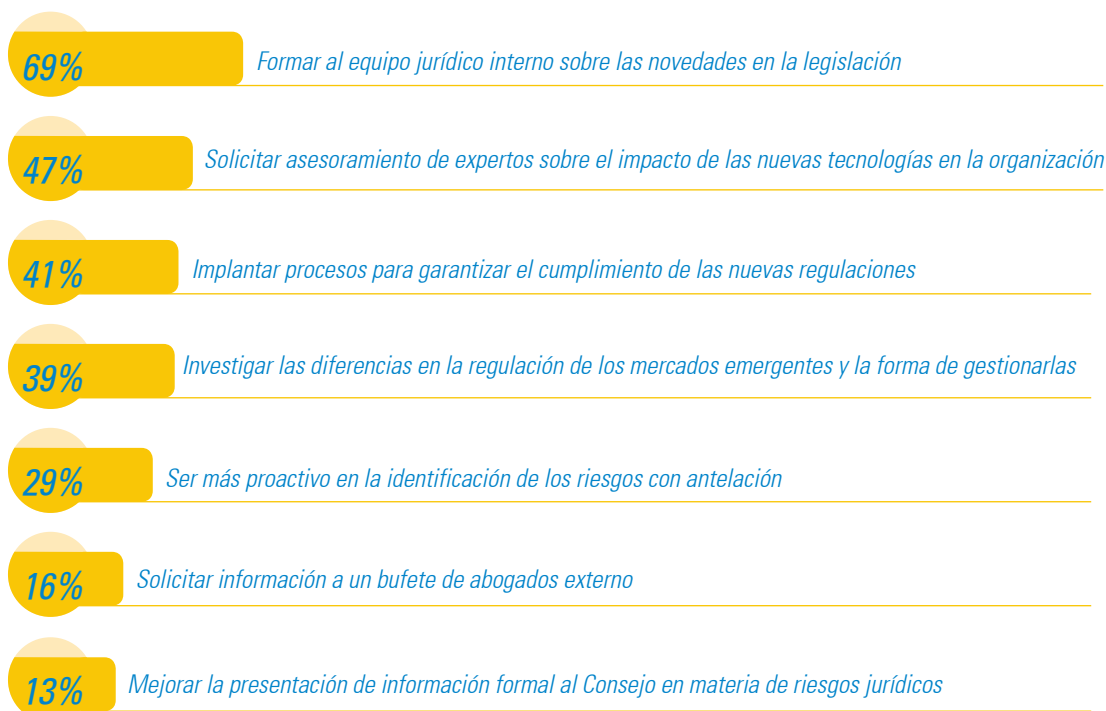 69% Formar al equipo jurídico interno sobre las novedades en la legislación
47% Solicitar asesoramiento de expertos sobre el impacto de las nuevas tecnologías en la organización
41% Implantar procesos para garantizar el cumplimiento de las nuevas regulaciones
39% Investigar las diferencias en la regulación de los mercados emergentes y la forma de gestionarlas
29% Ser más proactivo en la identificación de los riesgos con antelación
16% Solicitar información a un bufete de abogados externo
13% Mejorar la presentación de información formal al Consejo en materia de riesgos jurídicos